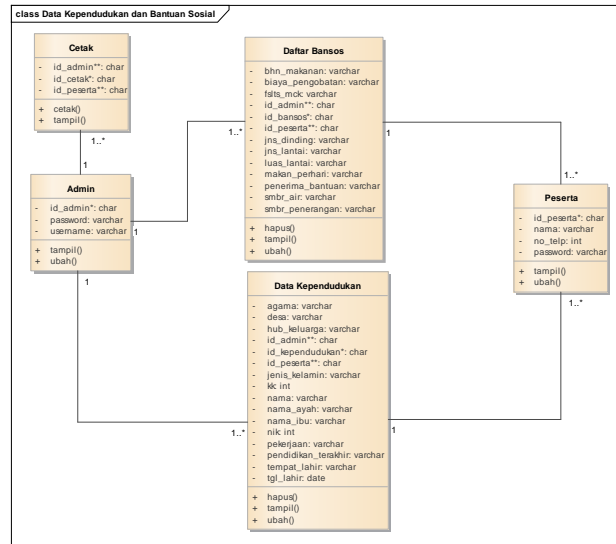 class Data Kependudukan dan Bantuan Sosial
Cetak
- id_admin**: char
- id_cetak*: char
- id_peserta**: char
+ cetak()
+ tampil()
1..*
1
Admin
- id_admin*: char
- password: varchar
- username: varchar
+ tampil()
+ ubah()
1
1
Daftar Bansos
- bhn_makanan: varchar
- biaya_pengobatan: varchar
- fslts_mck: varchar
- id_admin**: char
- id_bansos*: char
- id_peserta**: char
- jns_dinding: varchar
- jns_lantai: varchar
- luas_lantai: varchar
- makan_perhari: varchar
- penerima_bantuan: varchar
- smbr_air: varchar
- smbr_penerangan: varchar
+ hapus()
+ tampil()
+ ubah()
1..*
1
1..*
Peserta
- id_peserta*: char
- nama: varchar
- no_telp: int
- password: varchar
+ tampil()
+ ubah()
1..*
Data Kependudukan
- agama: varchar
- desa: varchar
- hub_keluarga: varchar
- id_admin**: char
- id_kependudukan*: char
- id_peserta**: char
- jenis_kelamin: varchar
- kk: int
- nama: varchar
- nama_ayah: varchar
- nama_ibu: varchar
- nik: int
- pekerjaan: varchar
- pendidikan_terakhir: varchar
- tempat_lahir: varchar
- tgl_lahir: date
+ hapus()
+ tampil()
+ ubah()
1..*
1